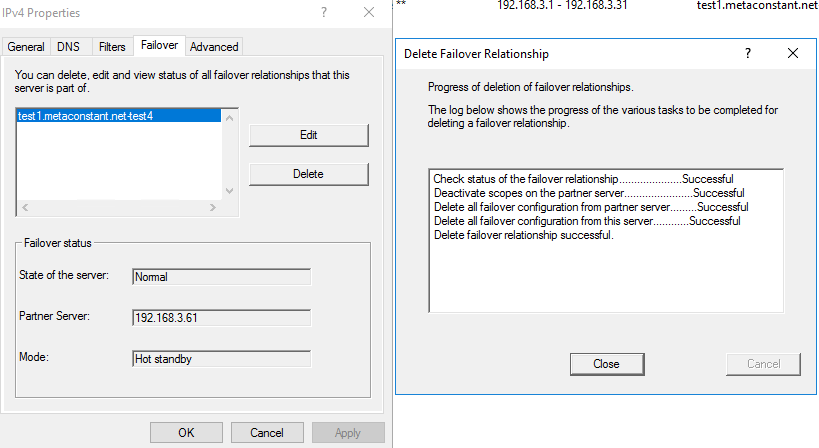 IPv4 Properties
General
DNS
Filters
Failover
Advanced
You can delete, edit and view status of all failover relationships that this
server is part of.
test1.metaconstant.net-test4
Edit
Delete
Failover status
State of the server:
Normal
Partner Server:
192.168.3.61
Mode:
Hot standby
OK
Cancel
Apply
** 192.168.3.1 - 192.168.3.31 test1.metaconstant.net
Delete Failover Relationship
?
Progress of deletion of failover relationships.
The log below shows the progress of the various tasks to be completed for
deleting a failover relationship.
Check status of the failover relationship.....................Successful
Deactivate scopes on the partner server.......................Successful
Delete all failover configuration from partner server.........Successful
Delete all failover configuration from this server............Successful
Delete failover relationship successful.
Close
Cancel